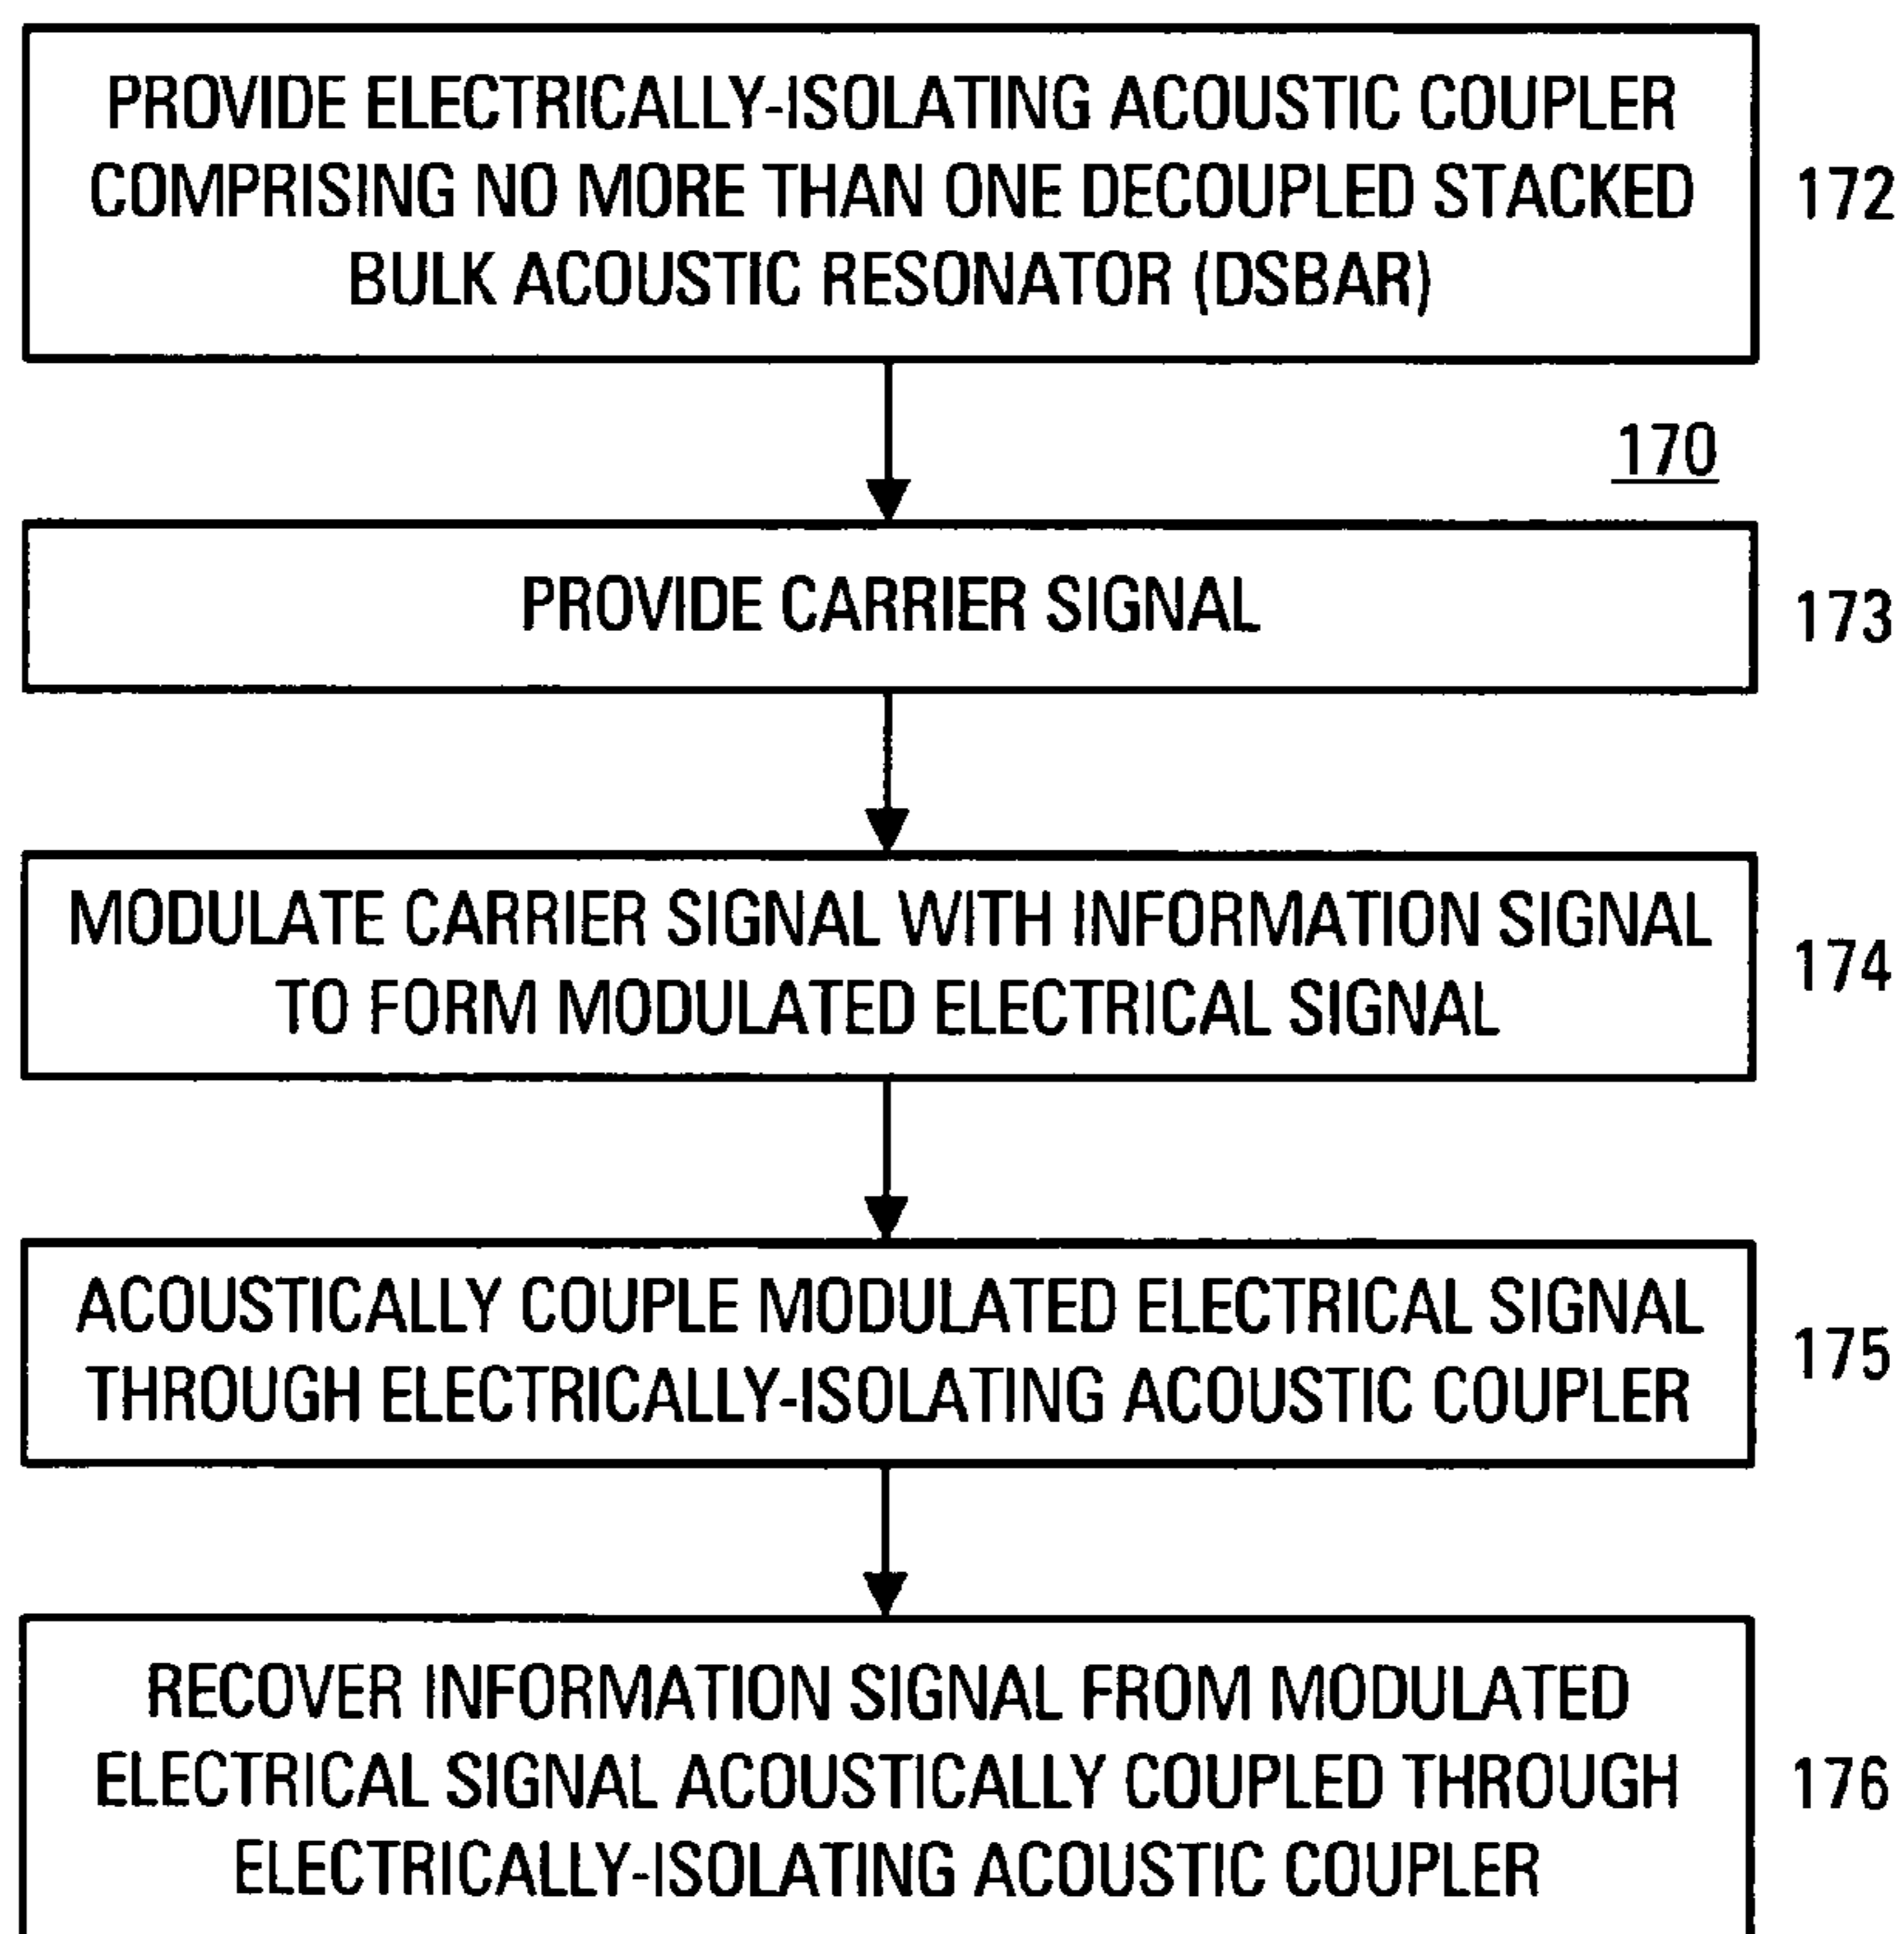 PROVIDE ELECTRICALLY-ISOLATING ACOUSTIC COUPLER
COMPRISING NO MORE THAN ONE DECOUPLED STACKED
BULK ACOUSTIC RESONATOR (DSBAR)
172
170
PROVIDE CARRIER SIGNAL
173
MODULATE CARRIER SIGNAL WITH INFORMATION SIGNAL
TO FORM MODULATED ELECTRICAL SIGNAL
174
ACOUSTICALLY COUPLE MODULATED ELECTRICAL SIGNAL
THROUGH ELECTRICALLY-ISOLATING ACOUSTIC COUPLER
175
RECOVER INFORMATION SIGNAL FROM MODULATED
ELECTRICAL SIGNAL ACOUSTICALLY COUPLED THROUGH
ELECTRICALLY-ISOLATING ACOUSTIC COUPLER
176